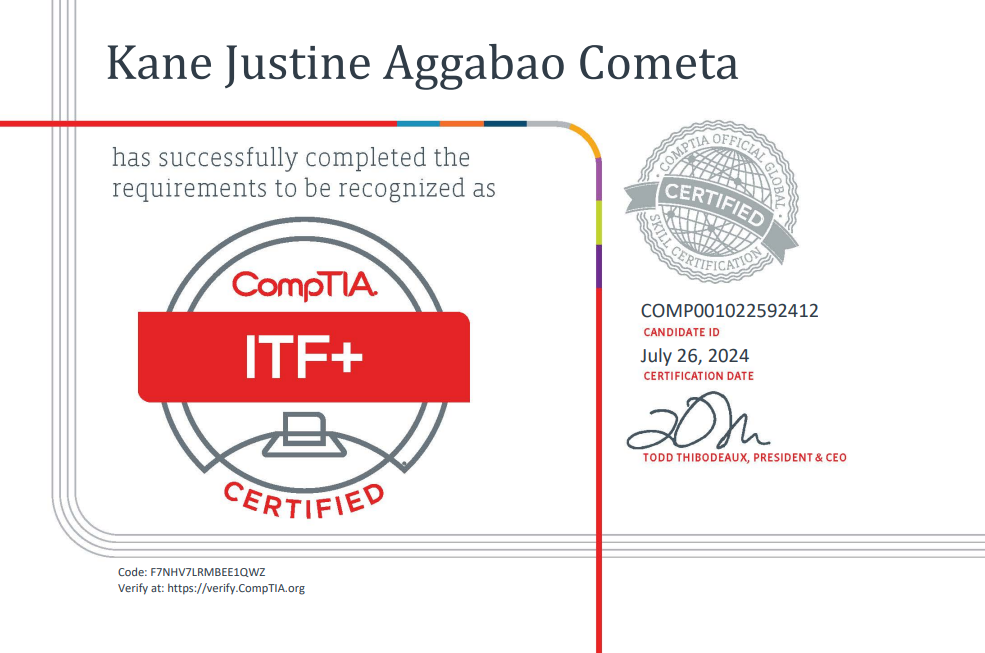 Kane Justine Aggabao Cometa
has successfully completed the
requirements to be recognized as
CompTIA.
ITF+
CERTIFIED
COMPTIA OFFICIAL GLOBAL
CERTIFIED
SKILL CERTIFICATION
COMP001022592412
CANDIDATE ID
July 26, 2024
CERTIFICATION DATE
TODD THIBODEAUX, PRESIDENT & CEO
Code: F7NHV7LRMBEE1QWZ
Verify at: https://verify.CompTIA.org